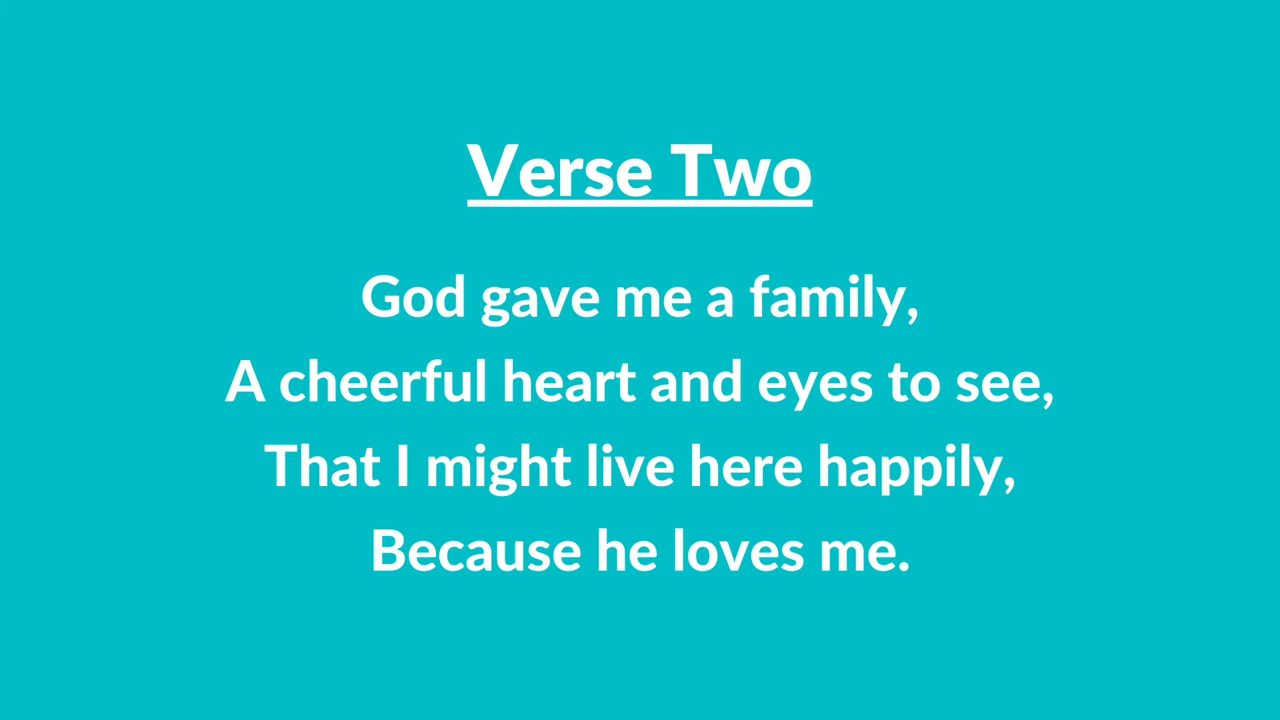 Verse Two
God gave me a family,
A cheerful heart and eyes to see,
That I might live here happily,
Because he loves me.